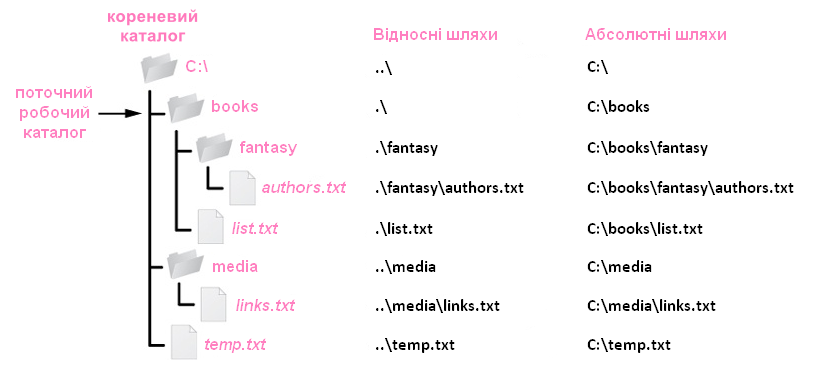 кореневий
каталог
Відносні шляхи
Абсолютні шляхи
C:\
..\
C:\
поточний
робочий
каталог
books
.\
C:\books
fantasy
.\fantasy
C:\books\fantasy
authors.txt
.\fantasy\authors.txt
C:\books\fantasy\authors.txt
list.txt
.\list.txt
C:\books\list.txt
media
..\media
C:\media
links.txt
..\media\links.txt
C:\media\links.txt
temp.txt
..\temp.txt
C:\temp.txt